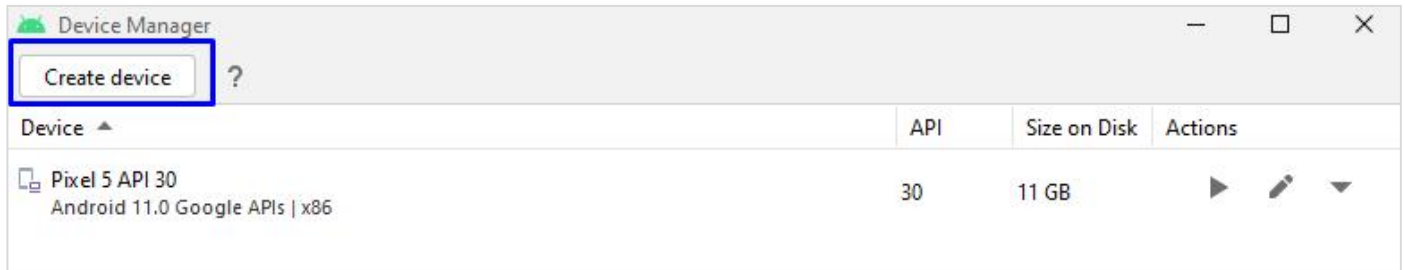 Device Manager
Create device ?
Device API Size on Disk Actions
Pixel 5 API 30
Android 11.0 Google APIs | x86
30 11 GB